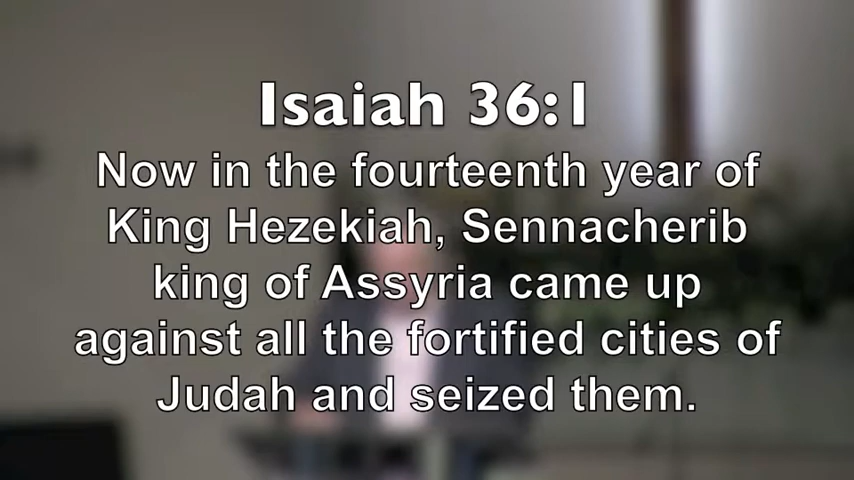 Isaiah 36:1
Now in the fourteenth year of
King Hezekiah, Sennacherib
king of Assyria came up
against all the fortified cities of
Judah and seized them.